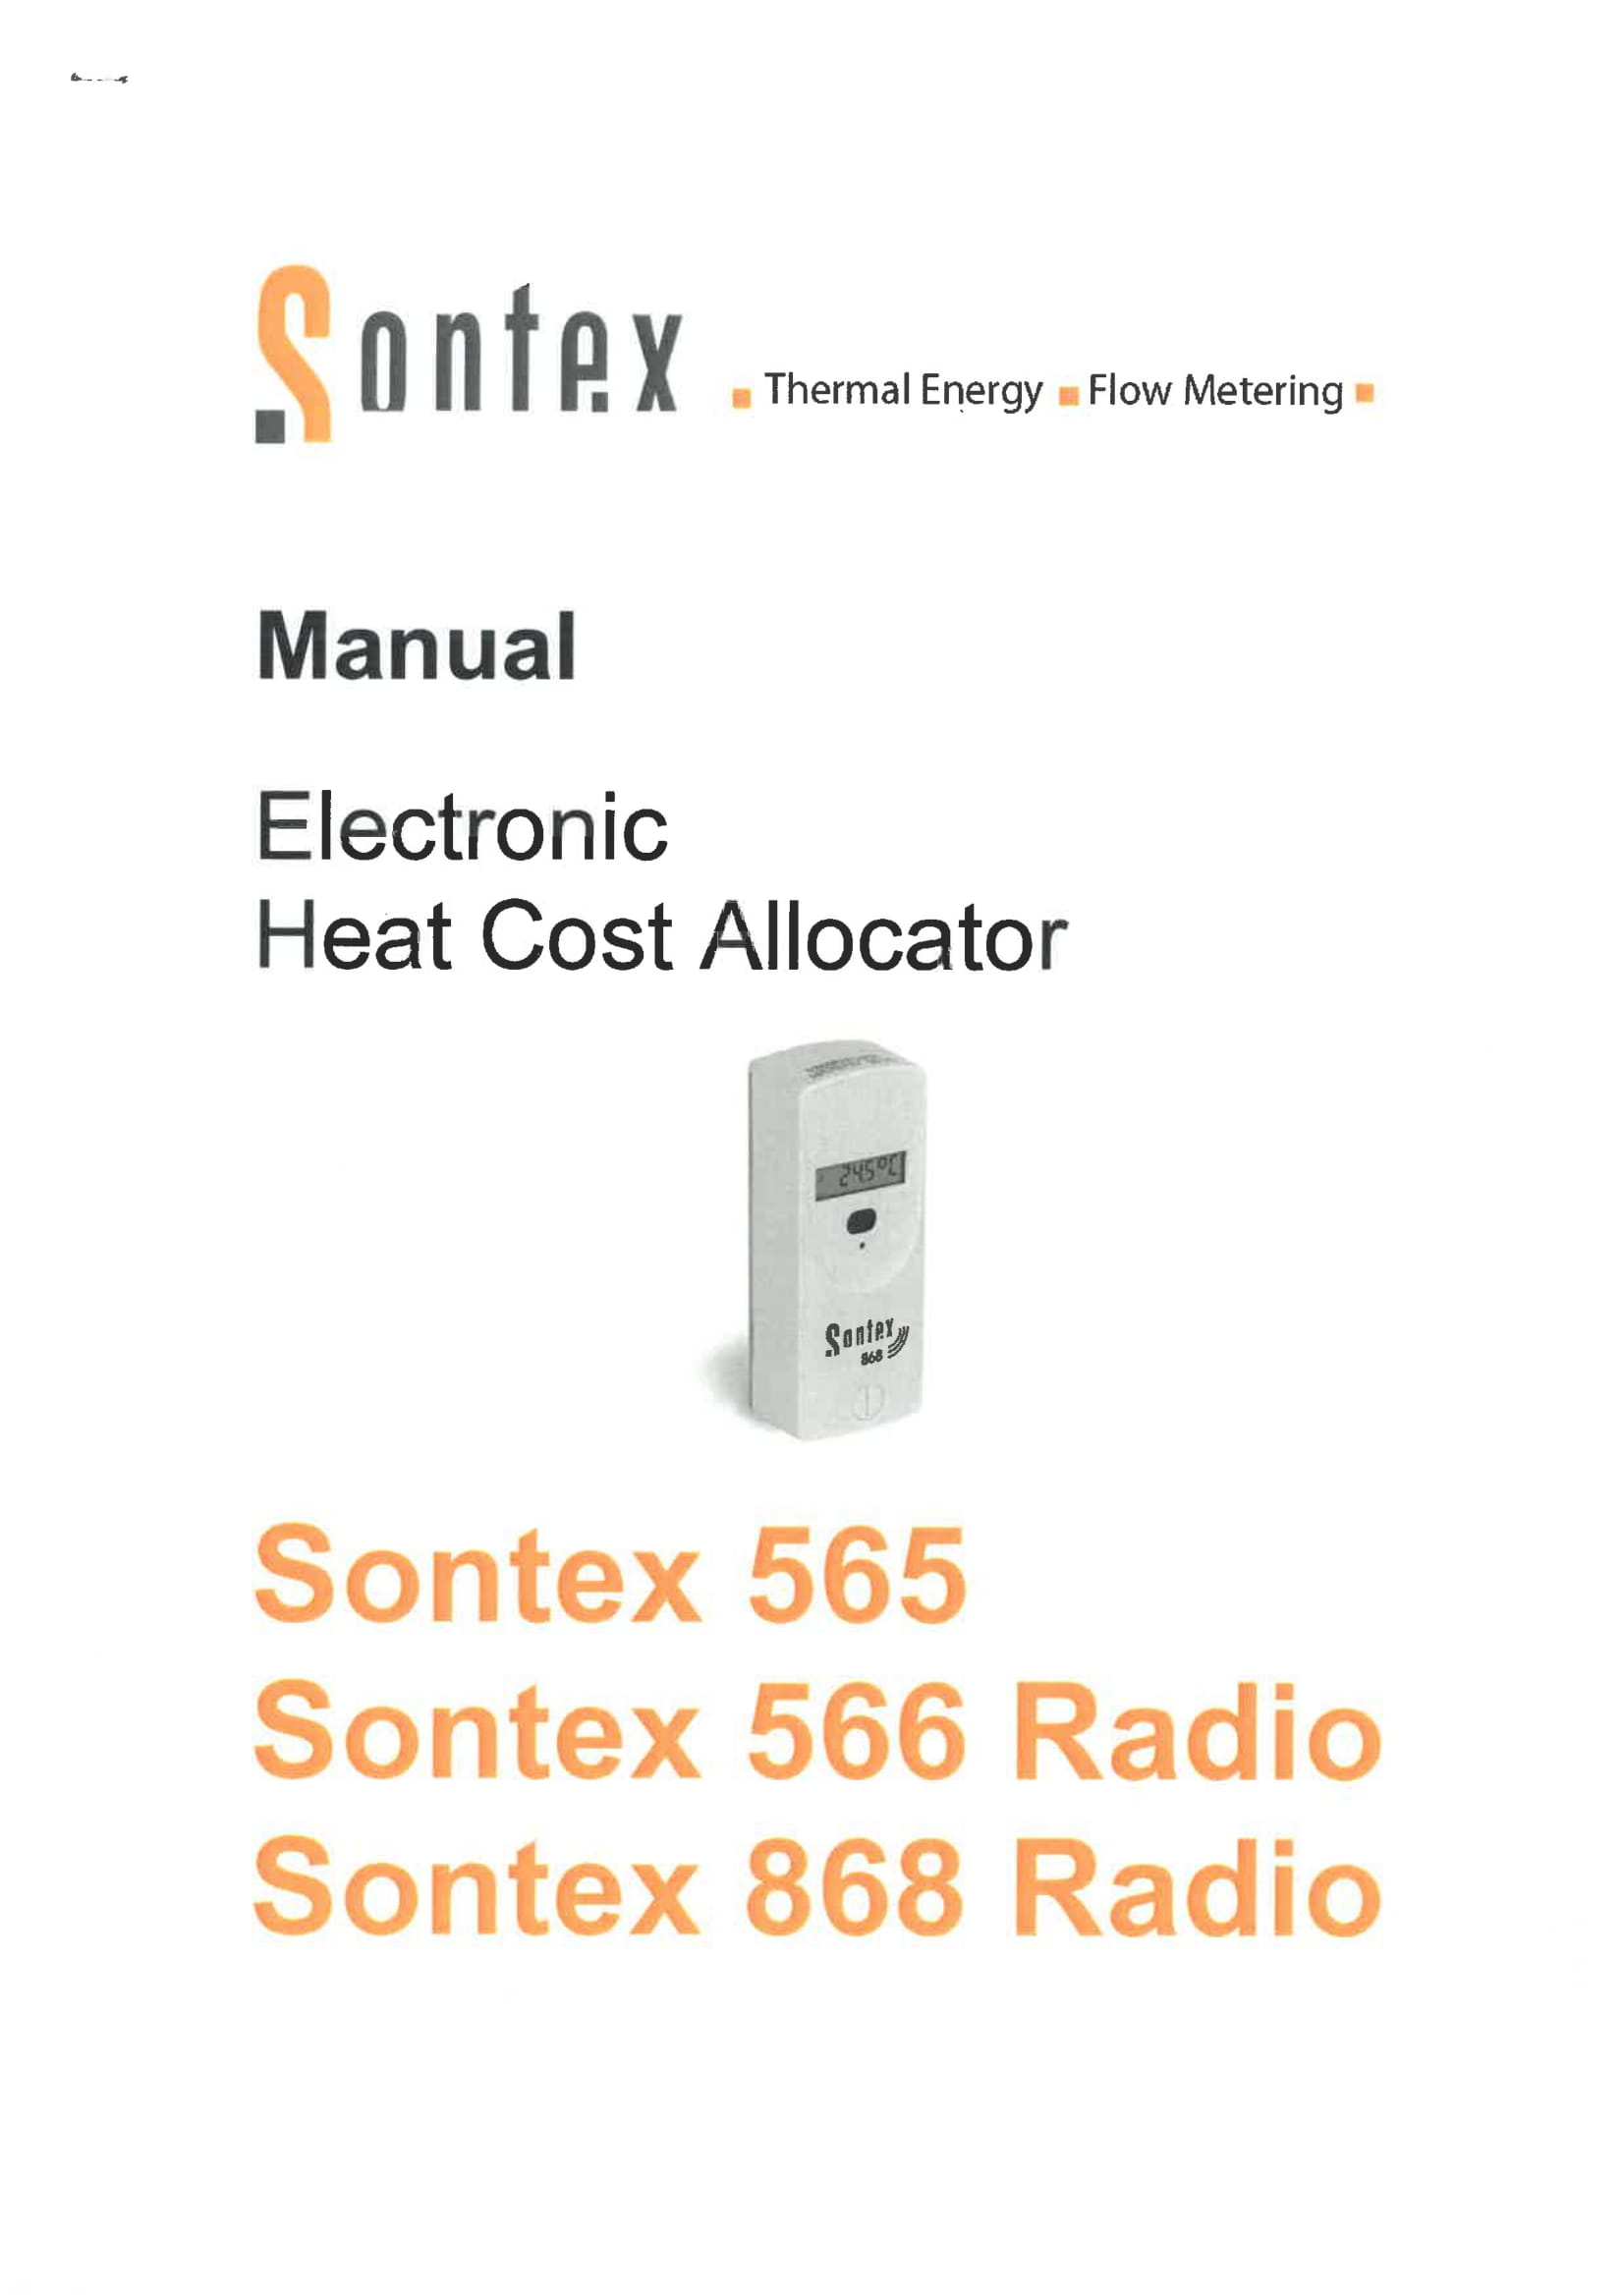 Sontex ▪ Thermal Energy ▪ Flow Metering ▪
Manual
Electronic
Heat Cost Allocator
24.5°C
Sontex
868
Sontex 565
Sontex 566 Radio
Sontex 868 Radio